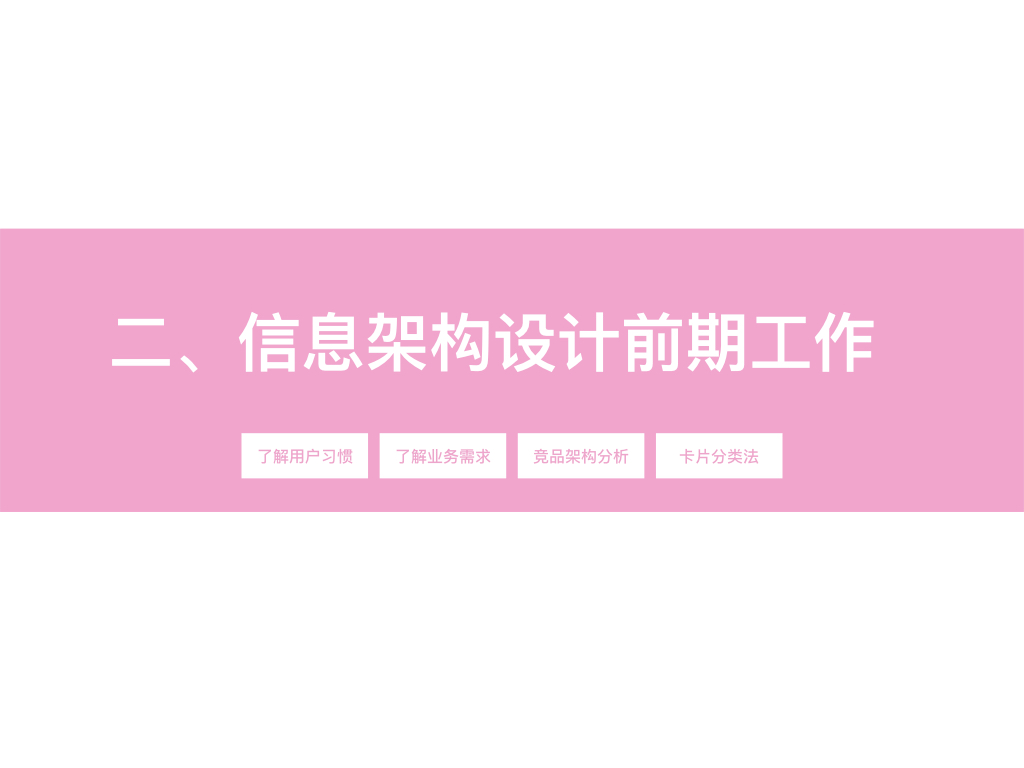 二、信息架构设计前期工作
了解用户习惯
了解业务需求
竞品架构分析
卡片分类法